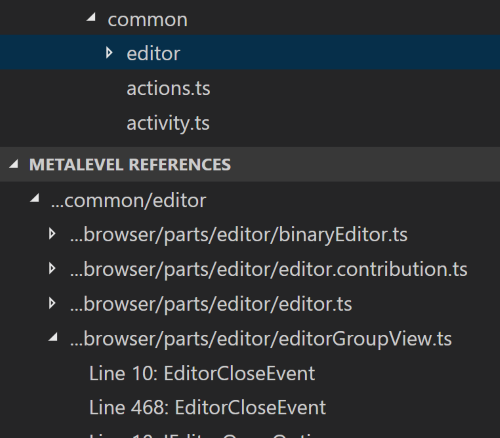 common
editor
actions.ts
activity.ts
METALEVEL REFERENCES
...common/editor
...browser/parts/editor/binaryEditor.ts
...browser/parts/editor/editor.contribution.ts
...browser/parts/editor/editor.ts
...browser/parts/editor/editorGroupView.ts
Line 10: EditorCloseEvent
Line 468: EditorCloseEvent